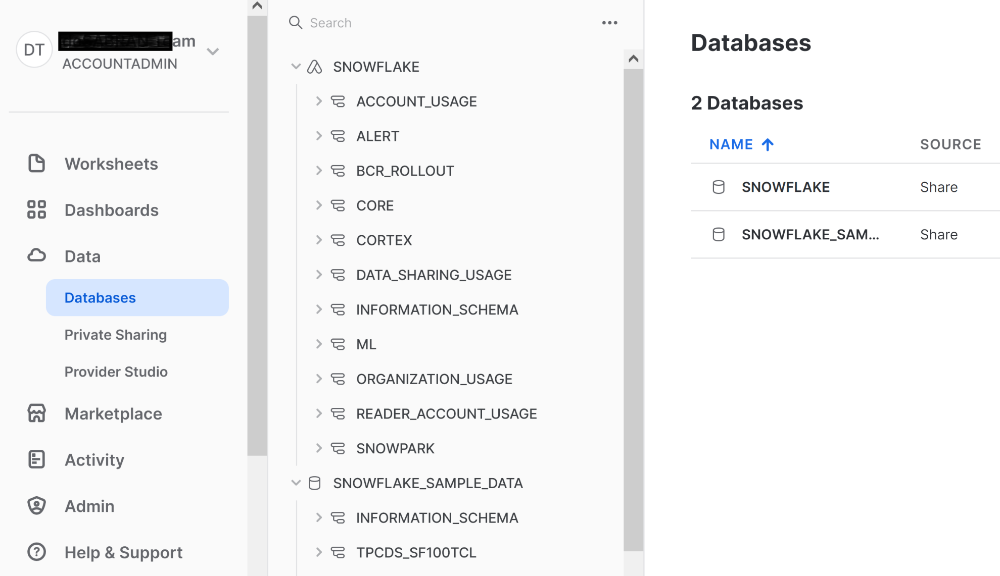 DT
am
ACCOUNTADMIN
Worksheets
Dashboards
Data
Databases
Private Sharing
Provider Studio
Marketplace
Activity
Admin
Help & Support
Search
SNOWFLAKE
ACCOUNT_USAGE
ALERT
BCR_ROLLOUT
CORE
CORTEX
DATA_SHARING_USAGE
INFORMATION_SCHEMA
ML
ORGANIZATION_USAGE
READER_ACCOUNT_USAGE
SNOWPARK
SNOWFLAKE_SAMPLE_DATA
INFORMATION_SCHEMA
TPCDS_SF100TCL
Databases
2 Databases
NAME SOURCE
SNOWFLAKE Share
SNOWFLAKE_SAM... Share